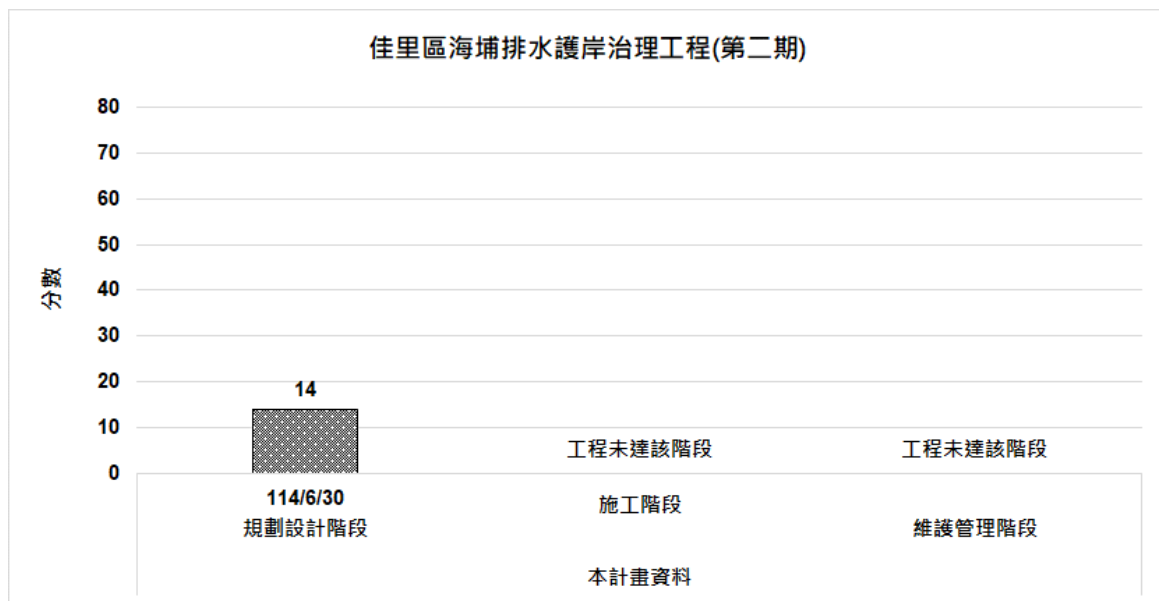 佳里區海埔排水護岸治理工程(第二期)
80
70
60
50
40
30
20
10
0
分數
14
工程未達該階段
工程未達該階段
114/6/30
規劃設計階段
施工階段
維護管理階段
本計畫資料